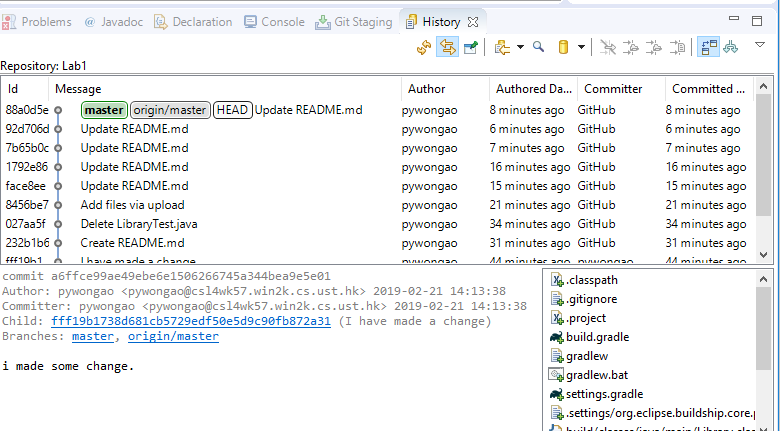 Problems @ Javadoc Declaration Console Git Staging History
Repository: Lab1
Id Message Author Authored Da... Committer Committed ...
88a0d5e master origin/master HEAD Update README.md pywongao 8 minutes ago GitHub 8 minutes ago
92d706d Update README.md pywongao 6 minutes ago GitHub 6 minutes ago
7b65b0c Update README.md pywongao 7 minutes ago GitHub 7 minutes ago
1792e86 Update README.md pywongao 16 minutes ago GitHub 16 minutes ago
face8ee Update README.md pywongao 15 minutes ago GitHub 15 minutes ago
8456be7 Add files via upload pywongao 21 minutes ago GitHub 21 minutes ago
027aa5f Delete LibraryTest.java pywongao 34 minutes ago GitHub 34 minutes ago
232b1b6 Create README.md pywongao 31 minutes ago GitHub 31 minutes ago
fff19b1 I have made a change pywongao 44 minutes ago pywongao 44 minutes ago
commit a6ffce99ae49ebe6e1506266745a344bea9e5e01
Author: pywongao <pywongao@csl4wk57.win2k.cs.ust.hk> 2019-02-21 14:13:38
Committer: pywongao <pywongao@csl4wk57.win2k.cs.ust.hk> 2019-02-21 14:13:38
Child: fff19b1738d681cb5729edf50e5d9c90fb872a31 (I have made a change)
Branches: master, origin/master
i made some change.
.classpath
.gitignore
.project
build.gradle
gradlew
gradlew.bat
settings.gradle
.settings/org.eclipse.buildship.core.p
build/classes/java/main/Library.clas